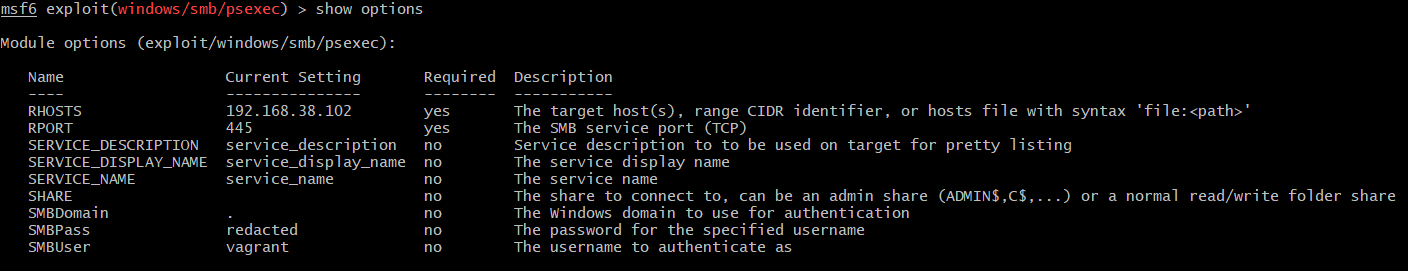 msf6 exploit(windows/smb/psexec) > show options
Module options (exploit/windows/smb/psexec):
Name Current Setting Required Description
---- --------------- -------- -----------
RHOSTS 192.168.38.102 yes The target host(s), range CIDR identifier, or hosts file with syntax 'file:<path>'
RPORT 445 yes The SMB service port (TCP)
SERVICE_DESCRIPTION service_description no Service description to to be used on target for pretty listing
SERVICE_DISPLAY_NAME service_display_name no The service display name
SERVICE_NAME service_name no The service name
SHARE no The share to connect to, can be an admin share (ADMIN$,C$,...) or a normal read/write folder share
SMBDomain . no The Windows domain to use for authentication
SMBPass redacted no The password for the specified username
SMBUser vagrant no The username to authenticate as